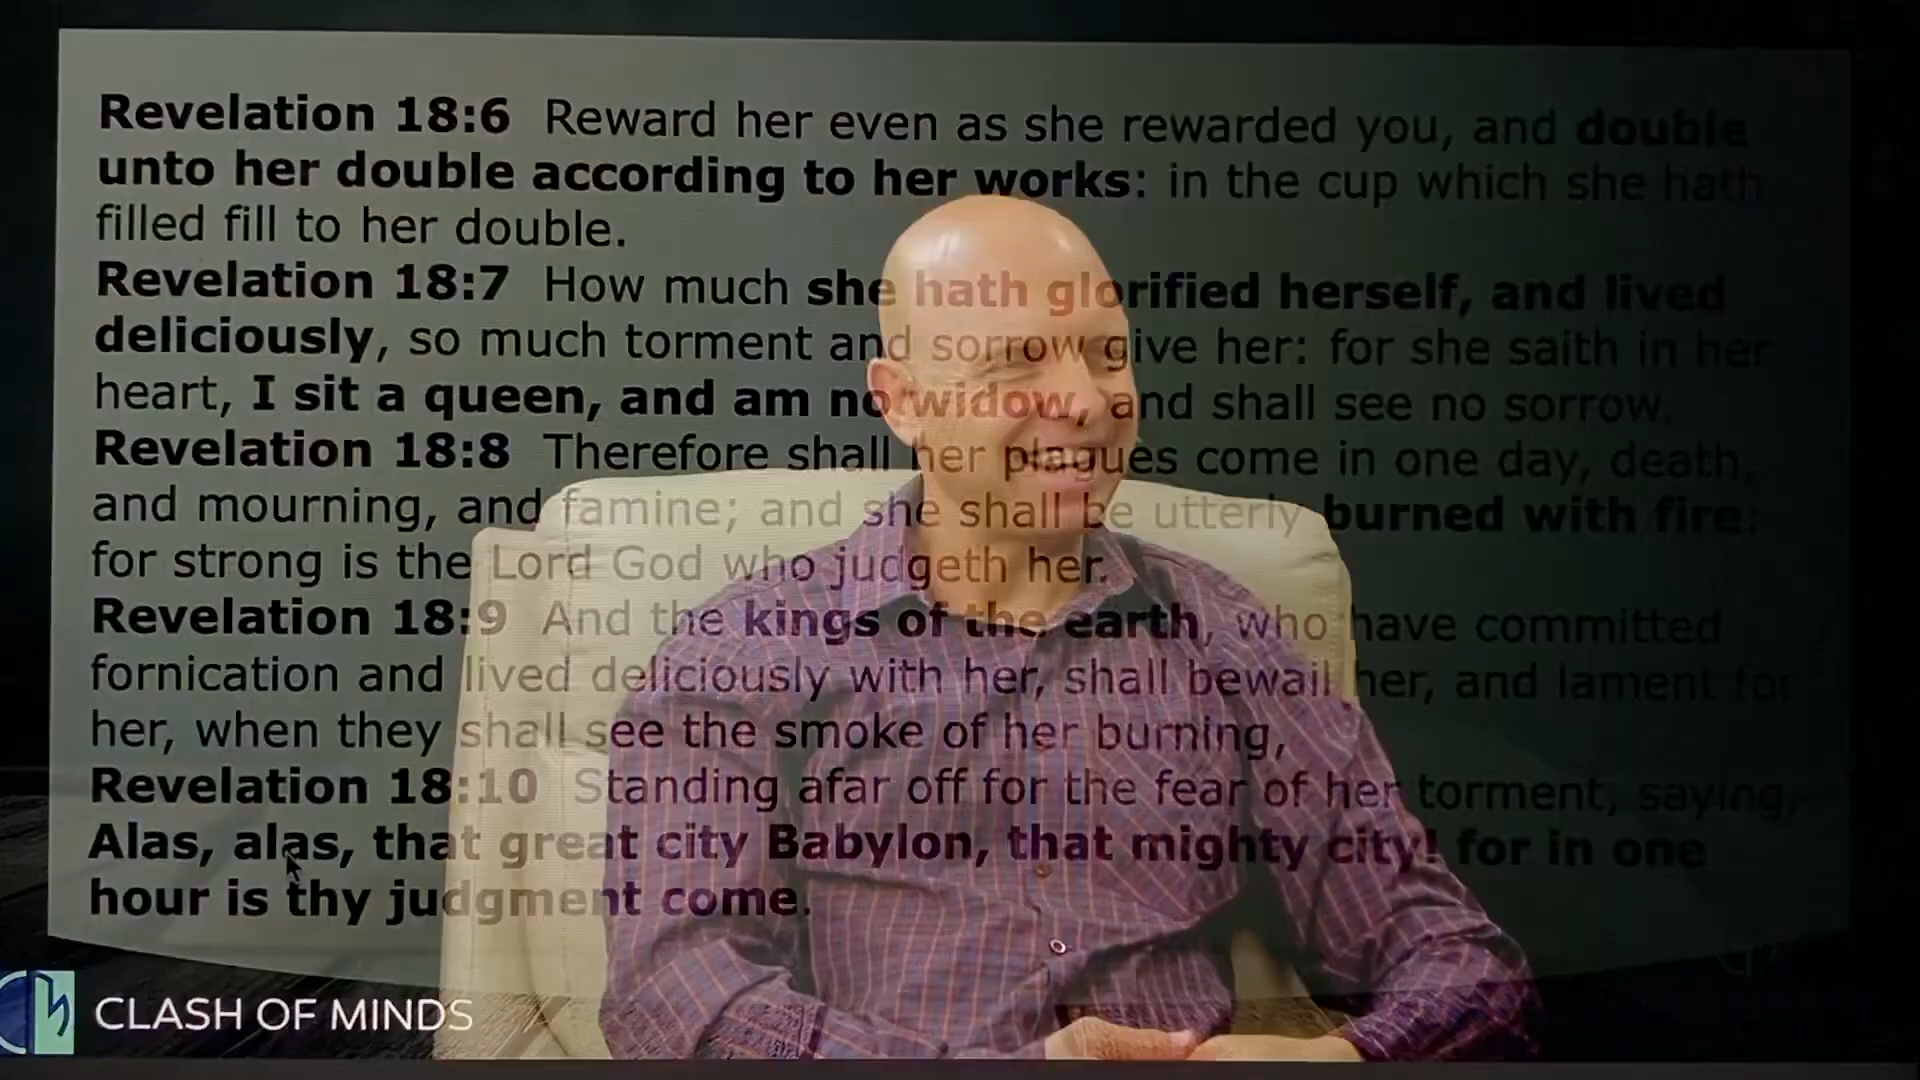 Revelation 18:6 Reward her even as she rewarded you, and double
unto her double according to her works: in the cup which she hath
filled fill to her double.
Revelation 18:7 How much she hath glorified herself, and lived
deliciously, so much torment and sorrow give her: for she saith in her
heart, I sit a queen, and am no widow, and shall see no sorrow.
Revelation 18:8 Therefore shall her plagues come in one day, death,
and mourning, and famine; and she shall be utterly burned with fire:
for strong is the Lord God who judgeth her.
Revelation 18:9 And the kings of the earth, who have committed
fornication and lived deliciously with her, shall bewail her, and lament for
her, when they shall see the smoke of her burning,
Revelation 18:10 Standing afar off for the fear of her torment, saying,
Alas, alas, that great city Babylon, that mighty city! for in one
hour is thy judgment come.
CLASH OF MINDS